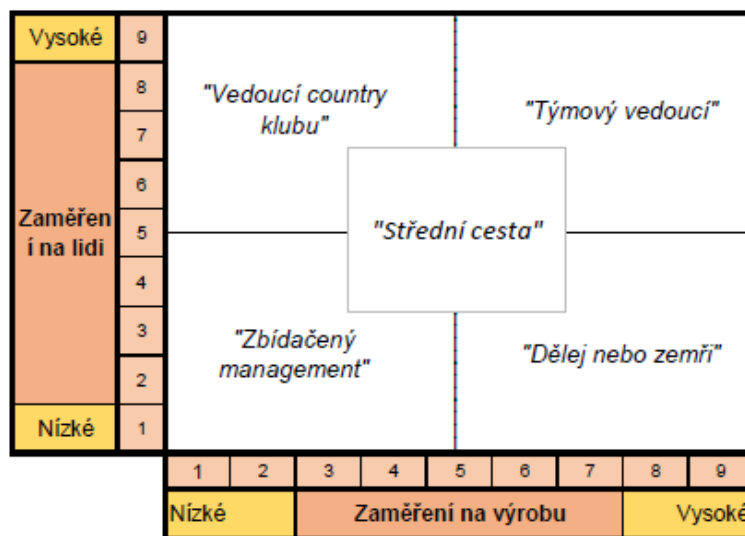 Vysoké 9
8
"Vedoucí country
klubu"
"Týmový vedoucí"
7
6
Zaměřen
í na lidi
5
"Střední cesta"
4
3
"Zbídačený
management"
"Dělej nebo zemři"
2
Nízké 1
1 2 3 4 5 6 7 8 9
Nízké Zaměření na výrobu Vysoké